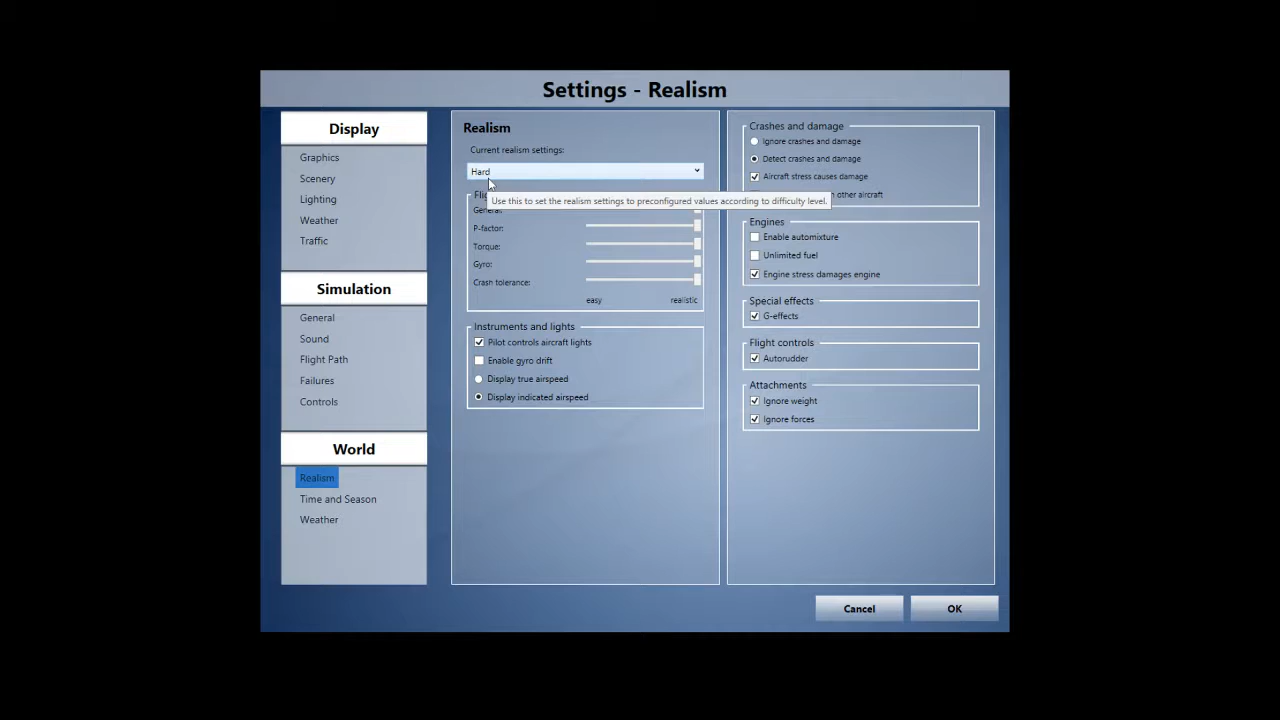 Settings - Realism
Display
Graphics
Scenery
Lighting
Weather
Traffic
Simulation
General
Sound
Flight Path
Failures
Controls
World
Realism
Time and Season
Weather
Realism
Current realism settings:
Hard
Use this to set the realism settings to preconfigured values according to difficulty level.
General:
P-factor:
Torque:
Gyro:
Crash tolerance:
easy realistic
Instruments and lights
Pilot controls aircraft lights
Enable gyro drift
Display true airspeed
Display indicated airspeed
Crashes and damage
Ignore crashes and damage
Detect crashes and damage
Aircraft stress causes damage
other aircraft
Engines
Enable automixture
Unlimited fuel
Engine stress damages engine
Special effects
G-effects
Flight controls
Autorudder
Attachments
Ignore weight
Ignore forces
Cancel OK